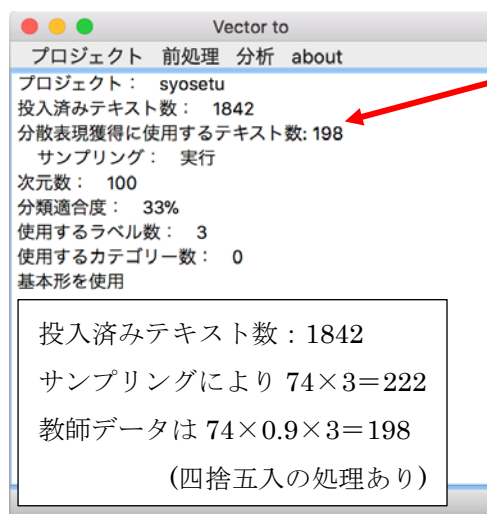 Vector to
プロジェクト 前処理 分析 about
プロジェクト： syosetu
投入済みテキスト数： 1842
分散表現獲得に使用するテキスト数: 198
サンプリング： 実行
次元数： 100
分類適合度： 33%
使用するラベル数： 3
使用するカテゴリー数： 0
基本形を使用
投入済みテキスト数：1842
サンプリングにより 74×3＝222
教師データは 74×0.9×3＝198
(四捨五入の処理あり)